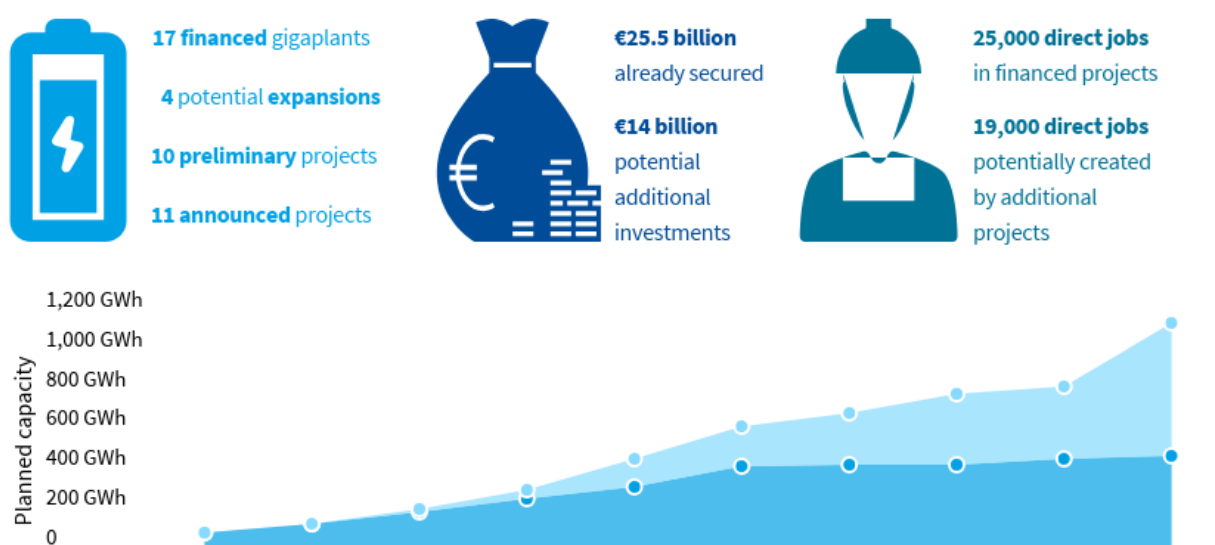 17 financed gigaplants
4 potential expansions
10 preliminary projects
11 announced projects
€
€25.5 billion
already secured
€14 billion
potential
additional
investments
25,000 direct jobs
in financed projects
19,000 direct jobs
potentially created
by additional
projects
Planned capacity
1,200 GWh
1,000 GWh
800 GWh
600 GWh
400 GWh
200 GWh
0